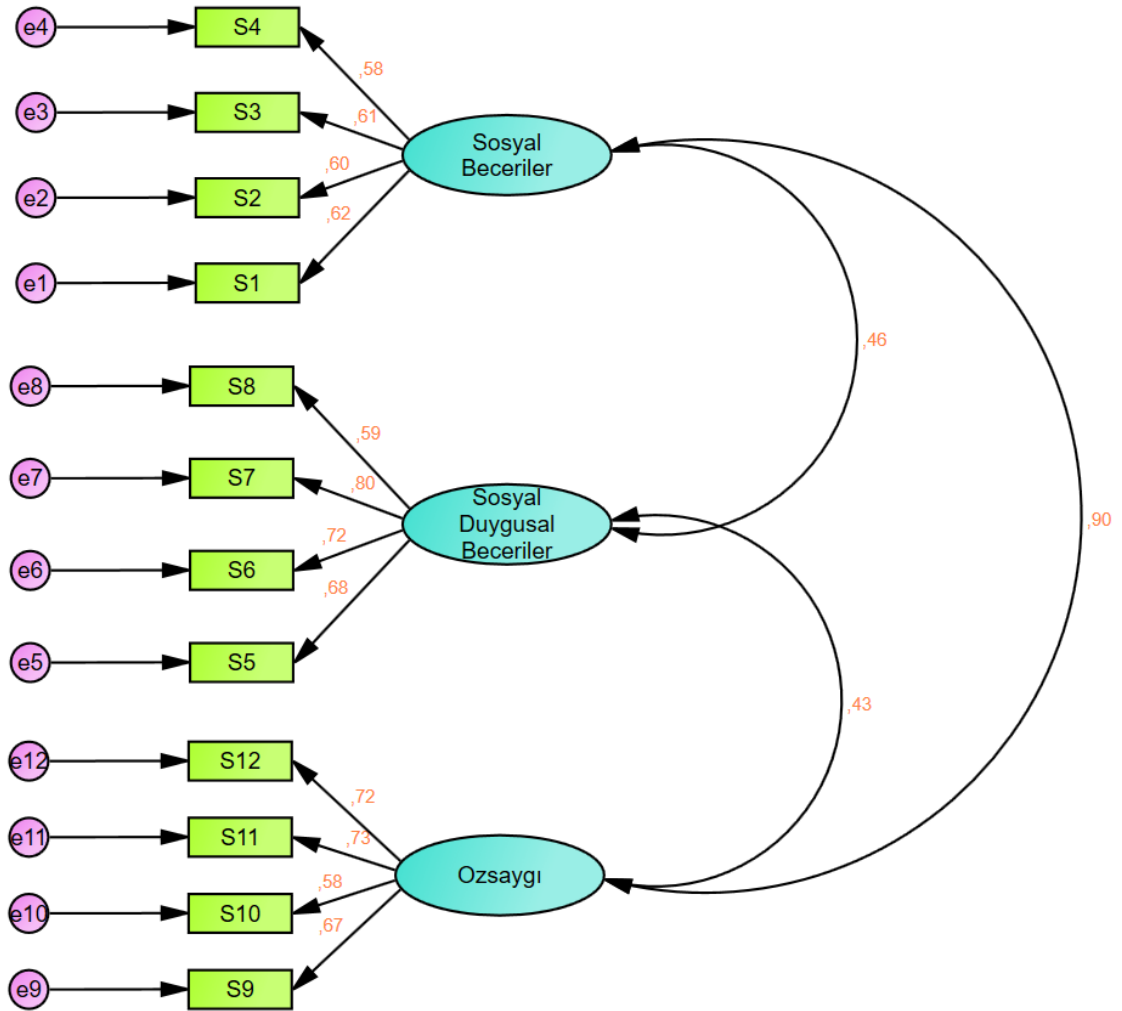 e4
S4
,58
e3
S3
,61
Sosyal
Beceriler
e2
S2
,60
,62
e1
S1
,46
e8
S8
,59
e7
S7
,80
Sosyal
Duygusal
Beceriler
,90
e6
S6
,72
,68
e5
S5
,43
e12
S12
,72
e11
S11
,73
Ozsaygı
e10
S10
,58
,67
e9
S9